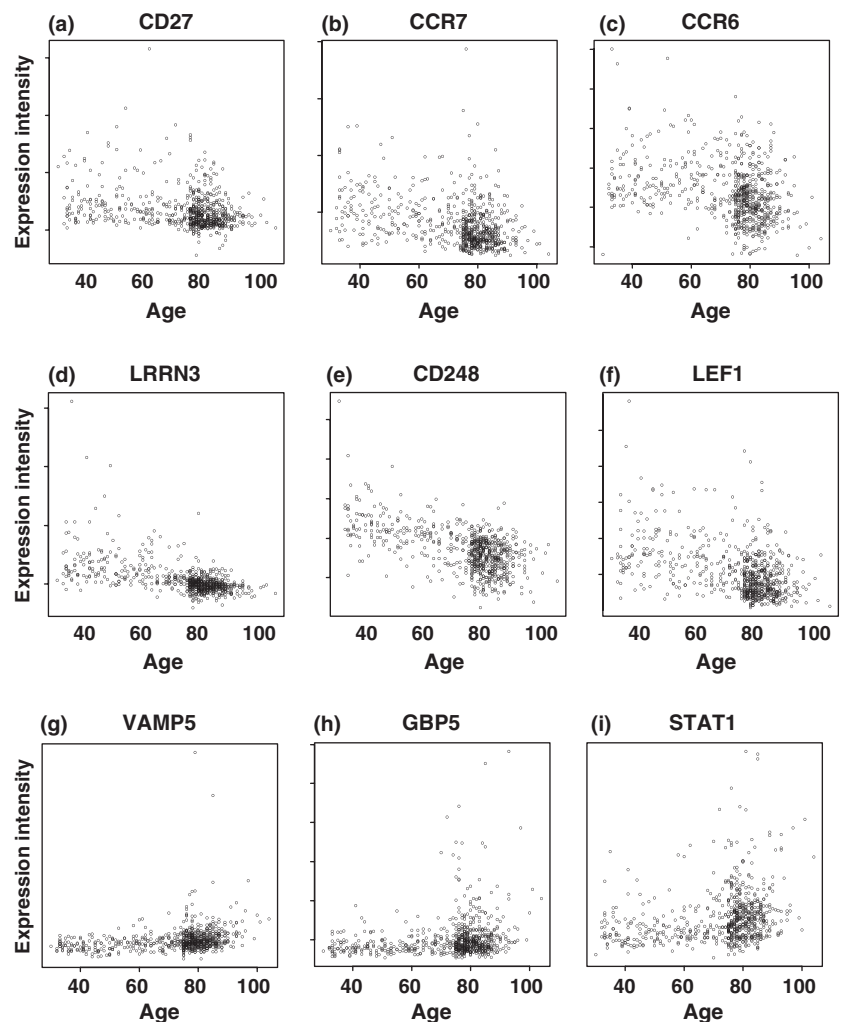 (a) CD27 (b) CCR7 (c) CCR6
Expression intensity
40 60 80 100 40 60 80 100 40 60 80 100
Age Age Age
(d) LRRN3 (e) CD248 (f) LEF1
Expression intensity
40 60 80 100 40 60 80 100 40 60 80 100
Age Age Age
(g) VAMP5 (h) GBP5 (i) STAT1
Expression intensity
40 60 80 100 40 60 80 100 40 60 80 100
Age Age Age